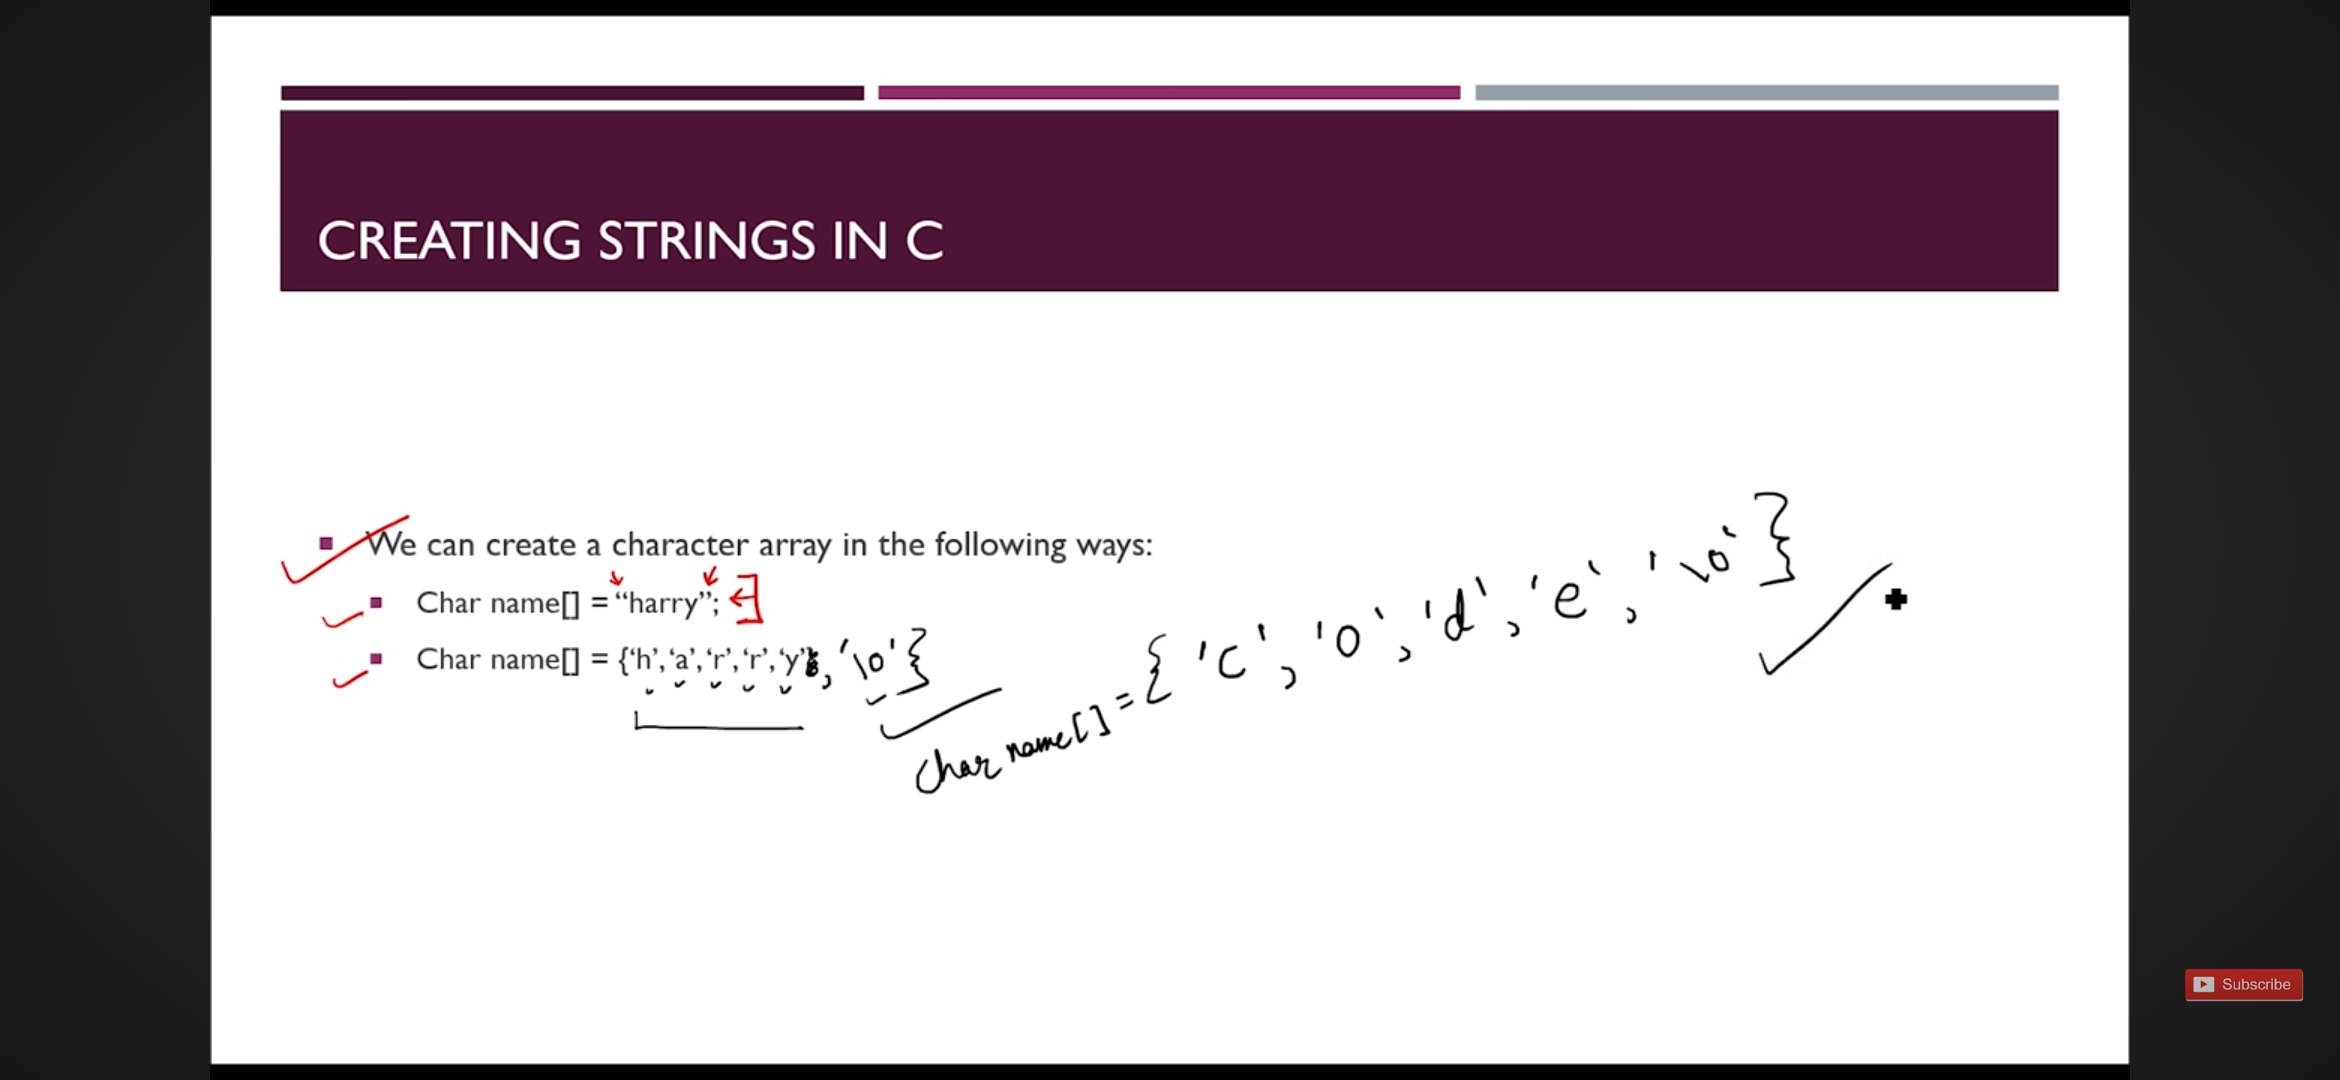 CREATING STRINGS IN C
We can create a character array in the following ways:
Char name[] = “harry”;
Char name[] = {‘h’,‘a’,‘r’,‘r’,‘y’, '\0'}
char name[] = { 'c', 'o', 'd', 'e', '\0' }
Subscribe